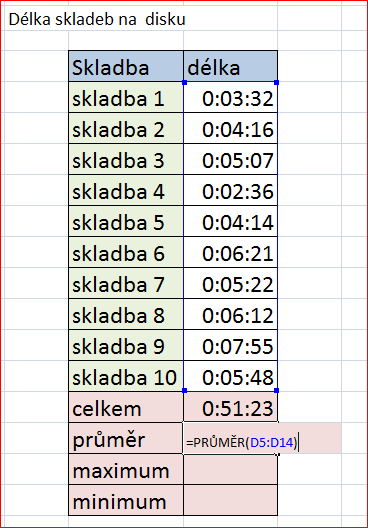 Délka skladeb na disku
Skladba délka
skladba 1 0:03:32
skladba 2 0:04:16
skladba 3 0:05:07
skladba 4 0:02:36
skladba 5 0:04:14
skladba 6 0:06:21
skladba 7 0:05:22
skladba 8 0:06:12
skladba 9 0:07:55
skladba 10 0:05:48
celkem 0:51:23
průměr =PRŮMĚR(D5:D14)
maximum
minimum